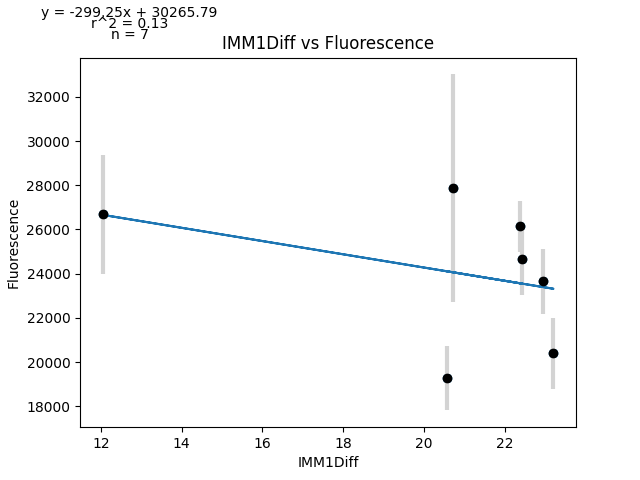 y = -299.25x + 30265.79
r^2 = 0.13
n = 7
IMM1Diff vs Fluorescence
32000
30000
28000
26000
24000
22000
20000
18000
Fluorescence
12 14 16 18 20 22
IMM1Diff